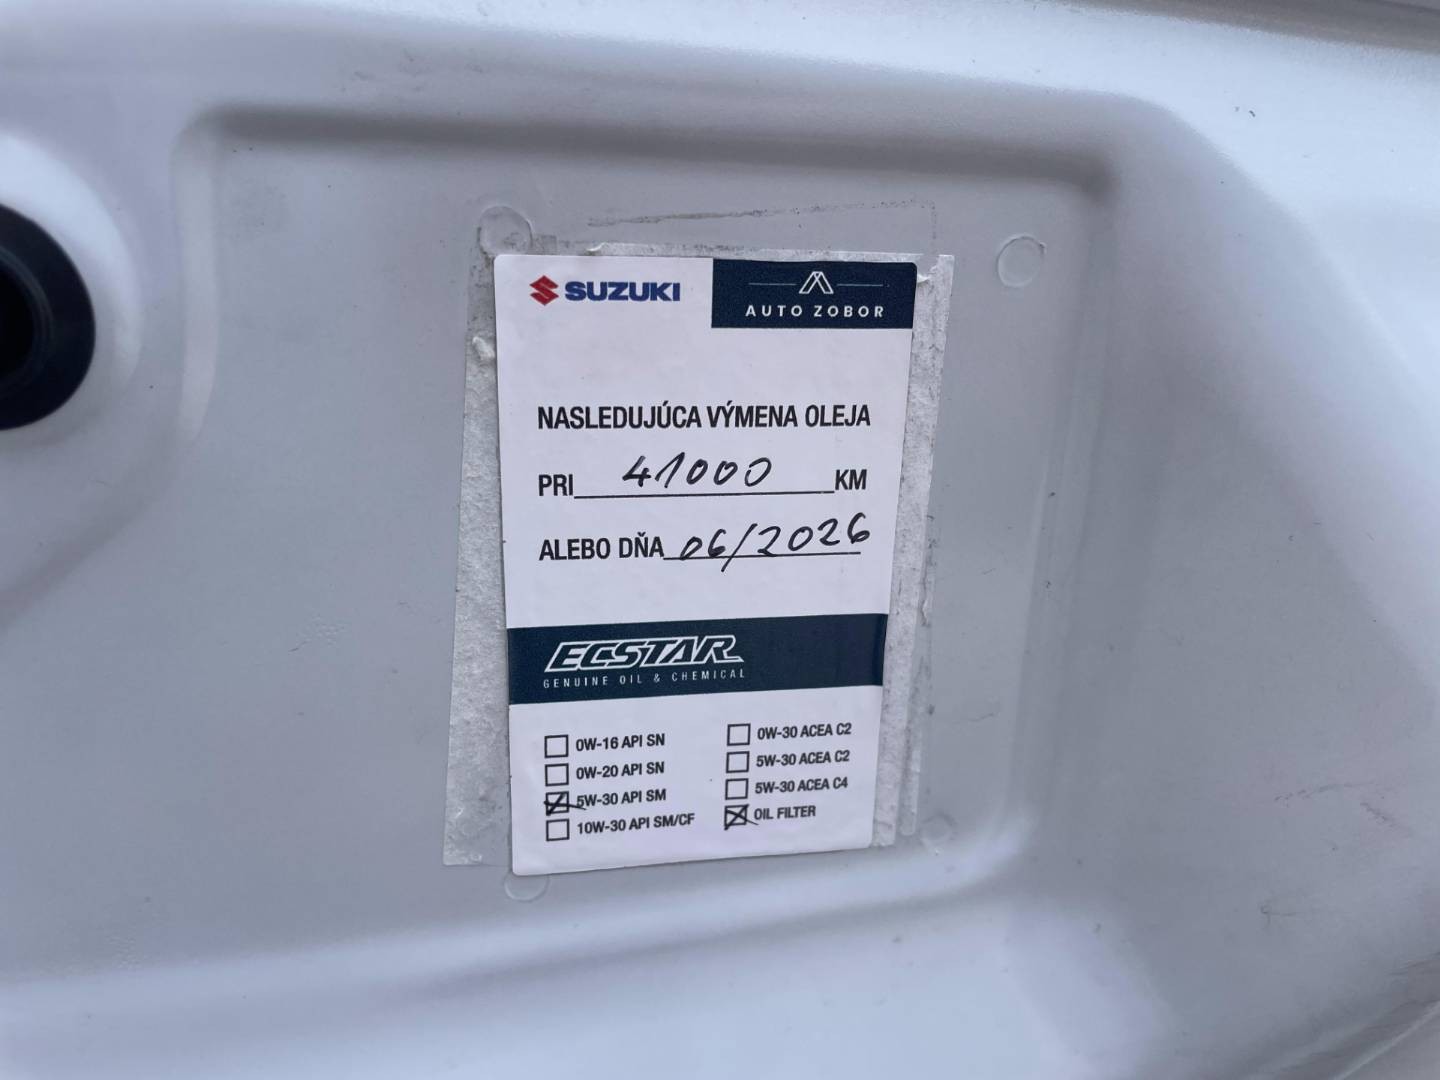 SUZUKI
AUTO ZOBOR
NASLEDUJÚCA VÝMENA OLEJA
PRI 41000 KM
ALEBO DŇA 06/2026
ECSTAR
GENUINE OIL & CHEMICAL
0W-16 API SN
0W-20 API SN
5W-30 API SM
10W-30 API SM/CF
0W-30 ACEA C2
5W-30 ACEA C2
5W-30 ACEA C4
OIL FILTER